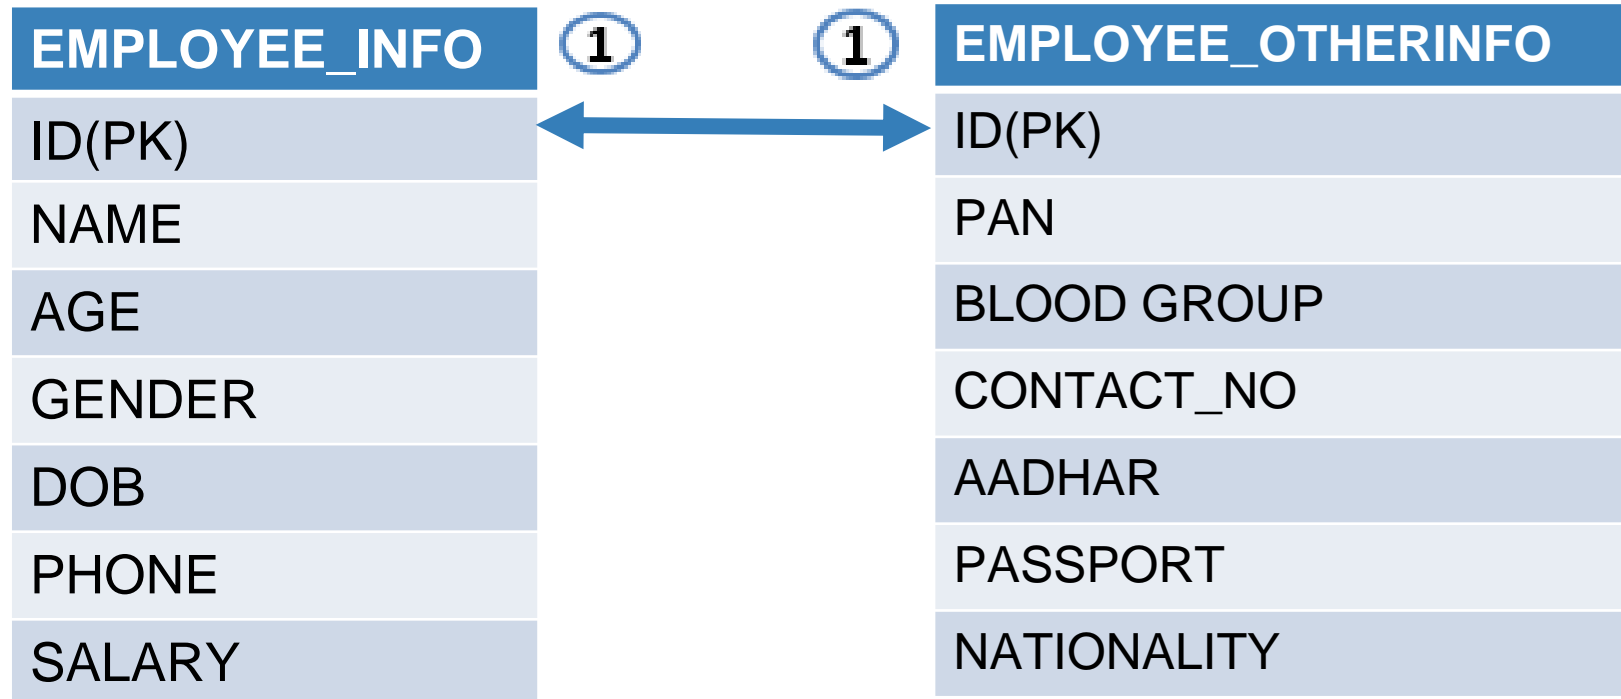 EMPLOYEE_INFO
ID(PK)
NAME
AGE
GENDER
DOB
PHONE
SALARY
1
1
EMPLOYEE_OTHERINFO
ID(PK)
PAN
BLOOD GROUP
CONTACT_NO
AADHAR
PASSPORT
NATIONALITY